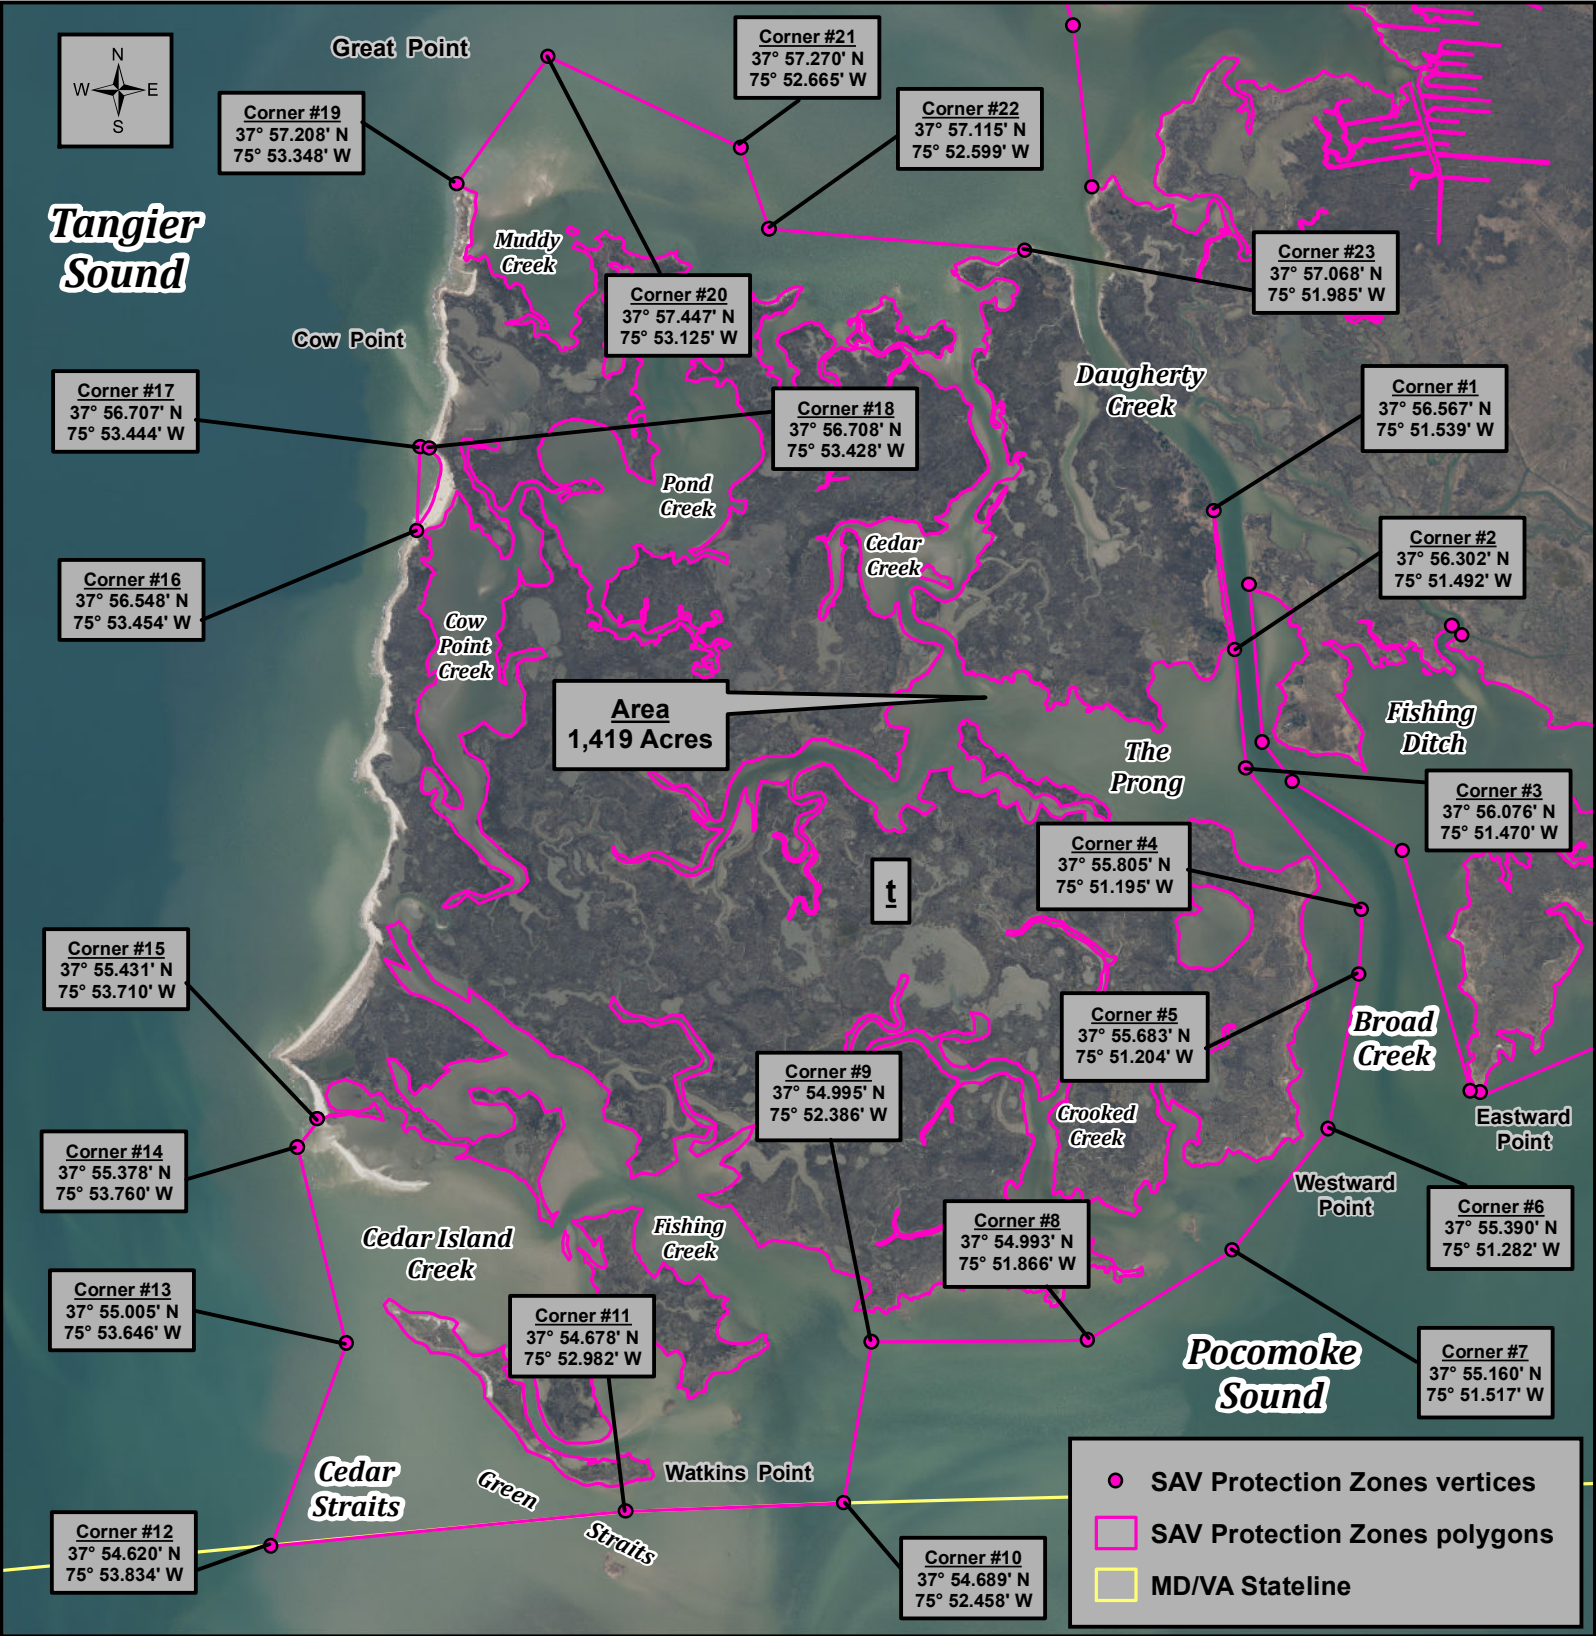 N
W E
S
Great Point
Corner #21
37° 57.270' N
75° 52.665' W
Corner #19
37° 57.208' N
75° 53.348' W
Corner #22
37° 57.115' N
75° 52.599' W
Tangier
Sound
Muddy
Creek
Corner #20
37° 57.447' N
75° 53.125' W
Corner #23
37° 57.068' N
75° 51.985' W
Cow Point
Daugherty
Creek
Corner #17
37° 56.707' N
75° 53.444' W
Corner #18
37° 56.708' N
75° 53.428' W
Corner #1
37° 56.567' N
75° 51.539' W
Pond
Creek
Cedar
Creek
Corner #2
37° 56.302' N
75° 51.492' W
Corner #16
37° 56.548' N
75° 53.454' W
Cow
Point
Creek
Area
1,419 Acres
Fishing
Ditch
The
Prong
Corner #3
37° 56.076' N
75° 51.470' W
Corner #4
37° 55.805' N
75° 51.195' W
t
Corner #15
37° 55.431' N
75° 53.710' W
Corner #5
37° 55.683' N
75° 51.204' W
Broad
Creek
Corner #9
37° 54.995' N
75° 52.386' W
Crooked
Creek
Eastward
Point
Corner #14
37° 55.378' N
75° 53.760' W
Westward
Point
Corner #6
37° 55.390' N
75° 51.282' W
Cedar Island
Creek
Fishing
Creek
Corner #8
37° 54.993' N
75° 51.866' W
Corner #13
37° 55.005' N
75° 53.646' W
Corner #11
37° 54.678' N
75° 52.982' W
Pocomoke
Sound
Corner #7
37° 55.160' N
75° 51.517' W
Cedar
Straits
Green
Straits
Watkins Point
Corner #12
37° 54.620' N
75° 53.834' W
Corner #10
37° 54.689' N
75° 52.458' W
SAV Protection Zones vertices
SAV Protection Zones polygons
MD/VA Stateline